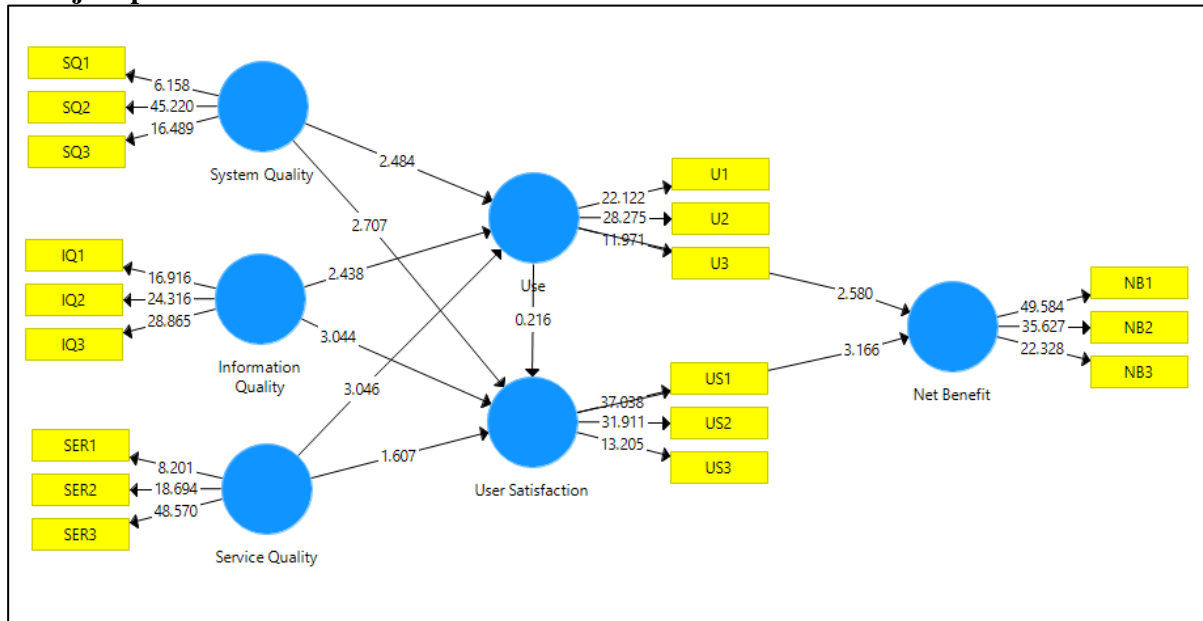 SQ1
6.158
SQ2
45.220
SQ3
16.489
System Quality
2.484
2.707
IQ1
16.916
IQ2
24.316
IQ3
28.865
Information
Quality
2.438
3.044
SER1
8.201
SER2
18.694
SER3
48.570
Service Quality
3.046
1.607
Use
0.216
User Satisfaction
U1
22.122
U2
28.275
U3
11.971
2.580
US1
37.038
US2
31.911
US3
13.205
3.166
Net Benefit
NB1
49.584
NB2
35.627
NB3
22.328